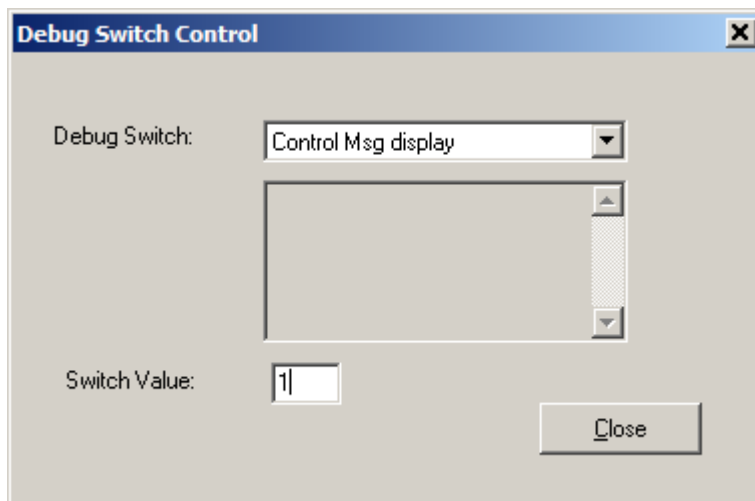 Debug Switch Control
Debug Switch: Control Msg display
Switch Value: 1
Close